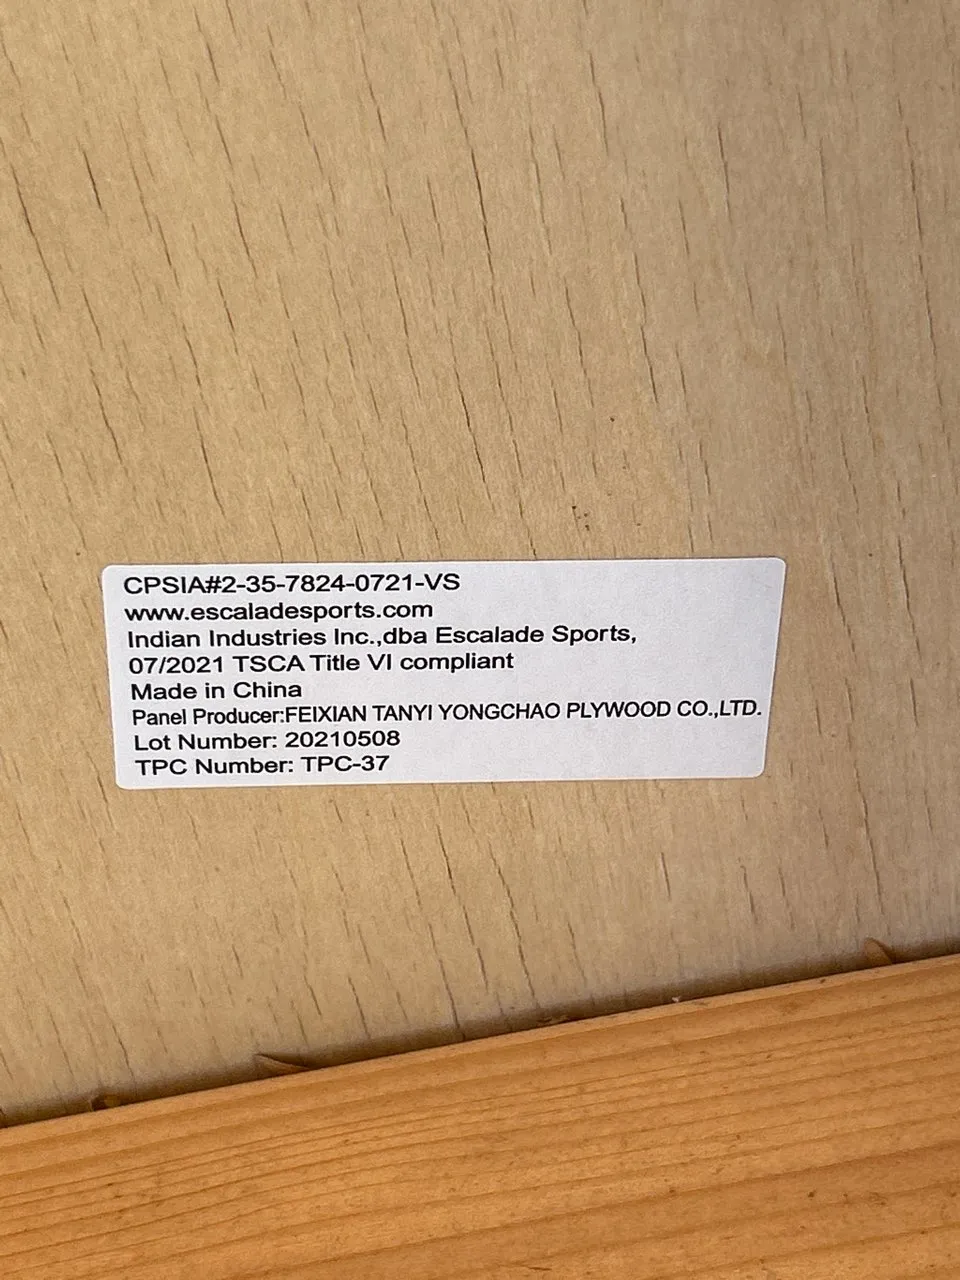 CPSIA#2-35-7824-0721-VS
www.escaladesports.com
Indian Industries Inc.,dba Escalade Sports,
07/2021 TSCA Title VI compliant
Made in China
Panel Producer:FEIXIAN TANYI YONGCHAO PLYWOOD CO.,LTD.
Lot Number: 20210508
TPC Number: TPC-37